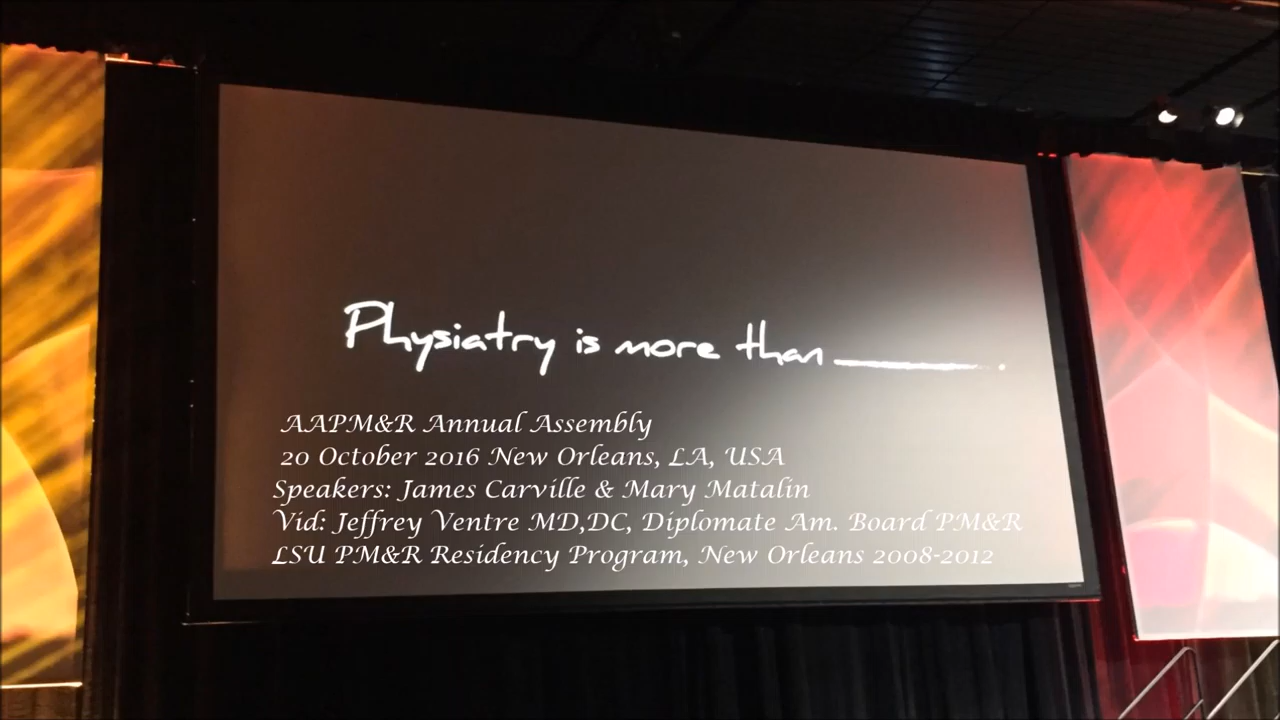 Physiatry is more than ______.
AAPM&R Annual Assembly
20 October 2016 New Orleans, LA, USA
Speakers: James Carville & Mary Matalin
Vid: Jeffrey Ventre MD,DC, Diplomate Am. Board PM&R
LSU PM&R Residency Program, New Orleans 2008-2012